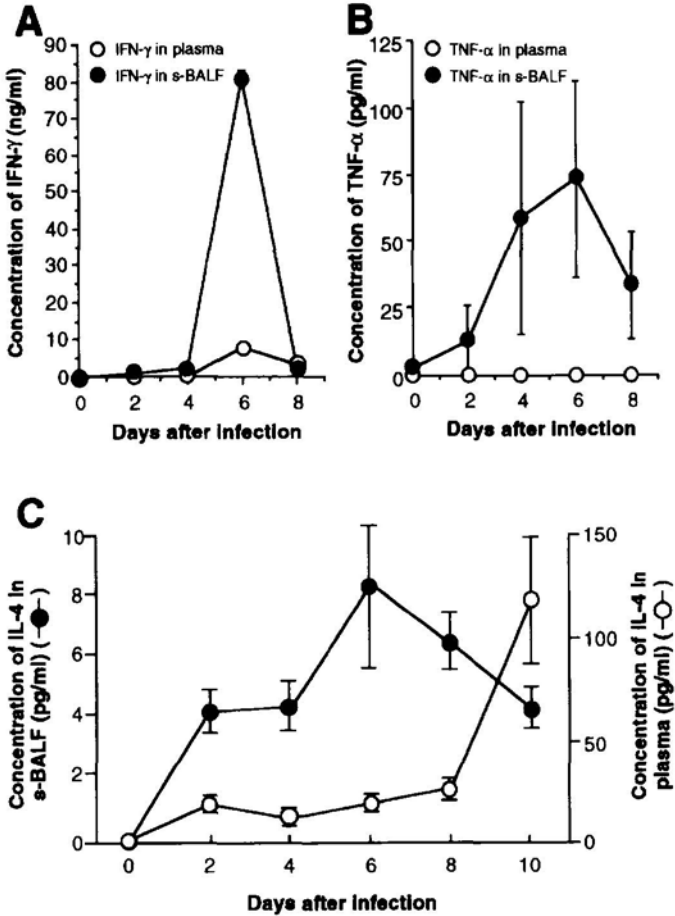 A
Concentration of IFN-γ (ng/ml)
90
80
70
60
50
40
30
20
10
0
IFN-γ in plasma
IFN-γ in s-BALF
0 2 4 6 8
Days after infection
B
Concentration of TNF-α (pg/ml)
125
100
75
50
25
0
TNF-α in plasma
TNF-α in s-BALF
0 2 4 6 8
Days after infection
C
Concentration of IL-4 in
s-BALF (pg/ml) (–●–)
10
8
6
4
2
0
150
100
50
0
Concentration of IL-4 in
plasma (pg/ml) (–○–)
0 2 4 6 8 10
Days after infection